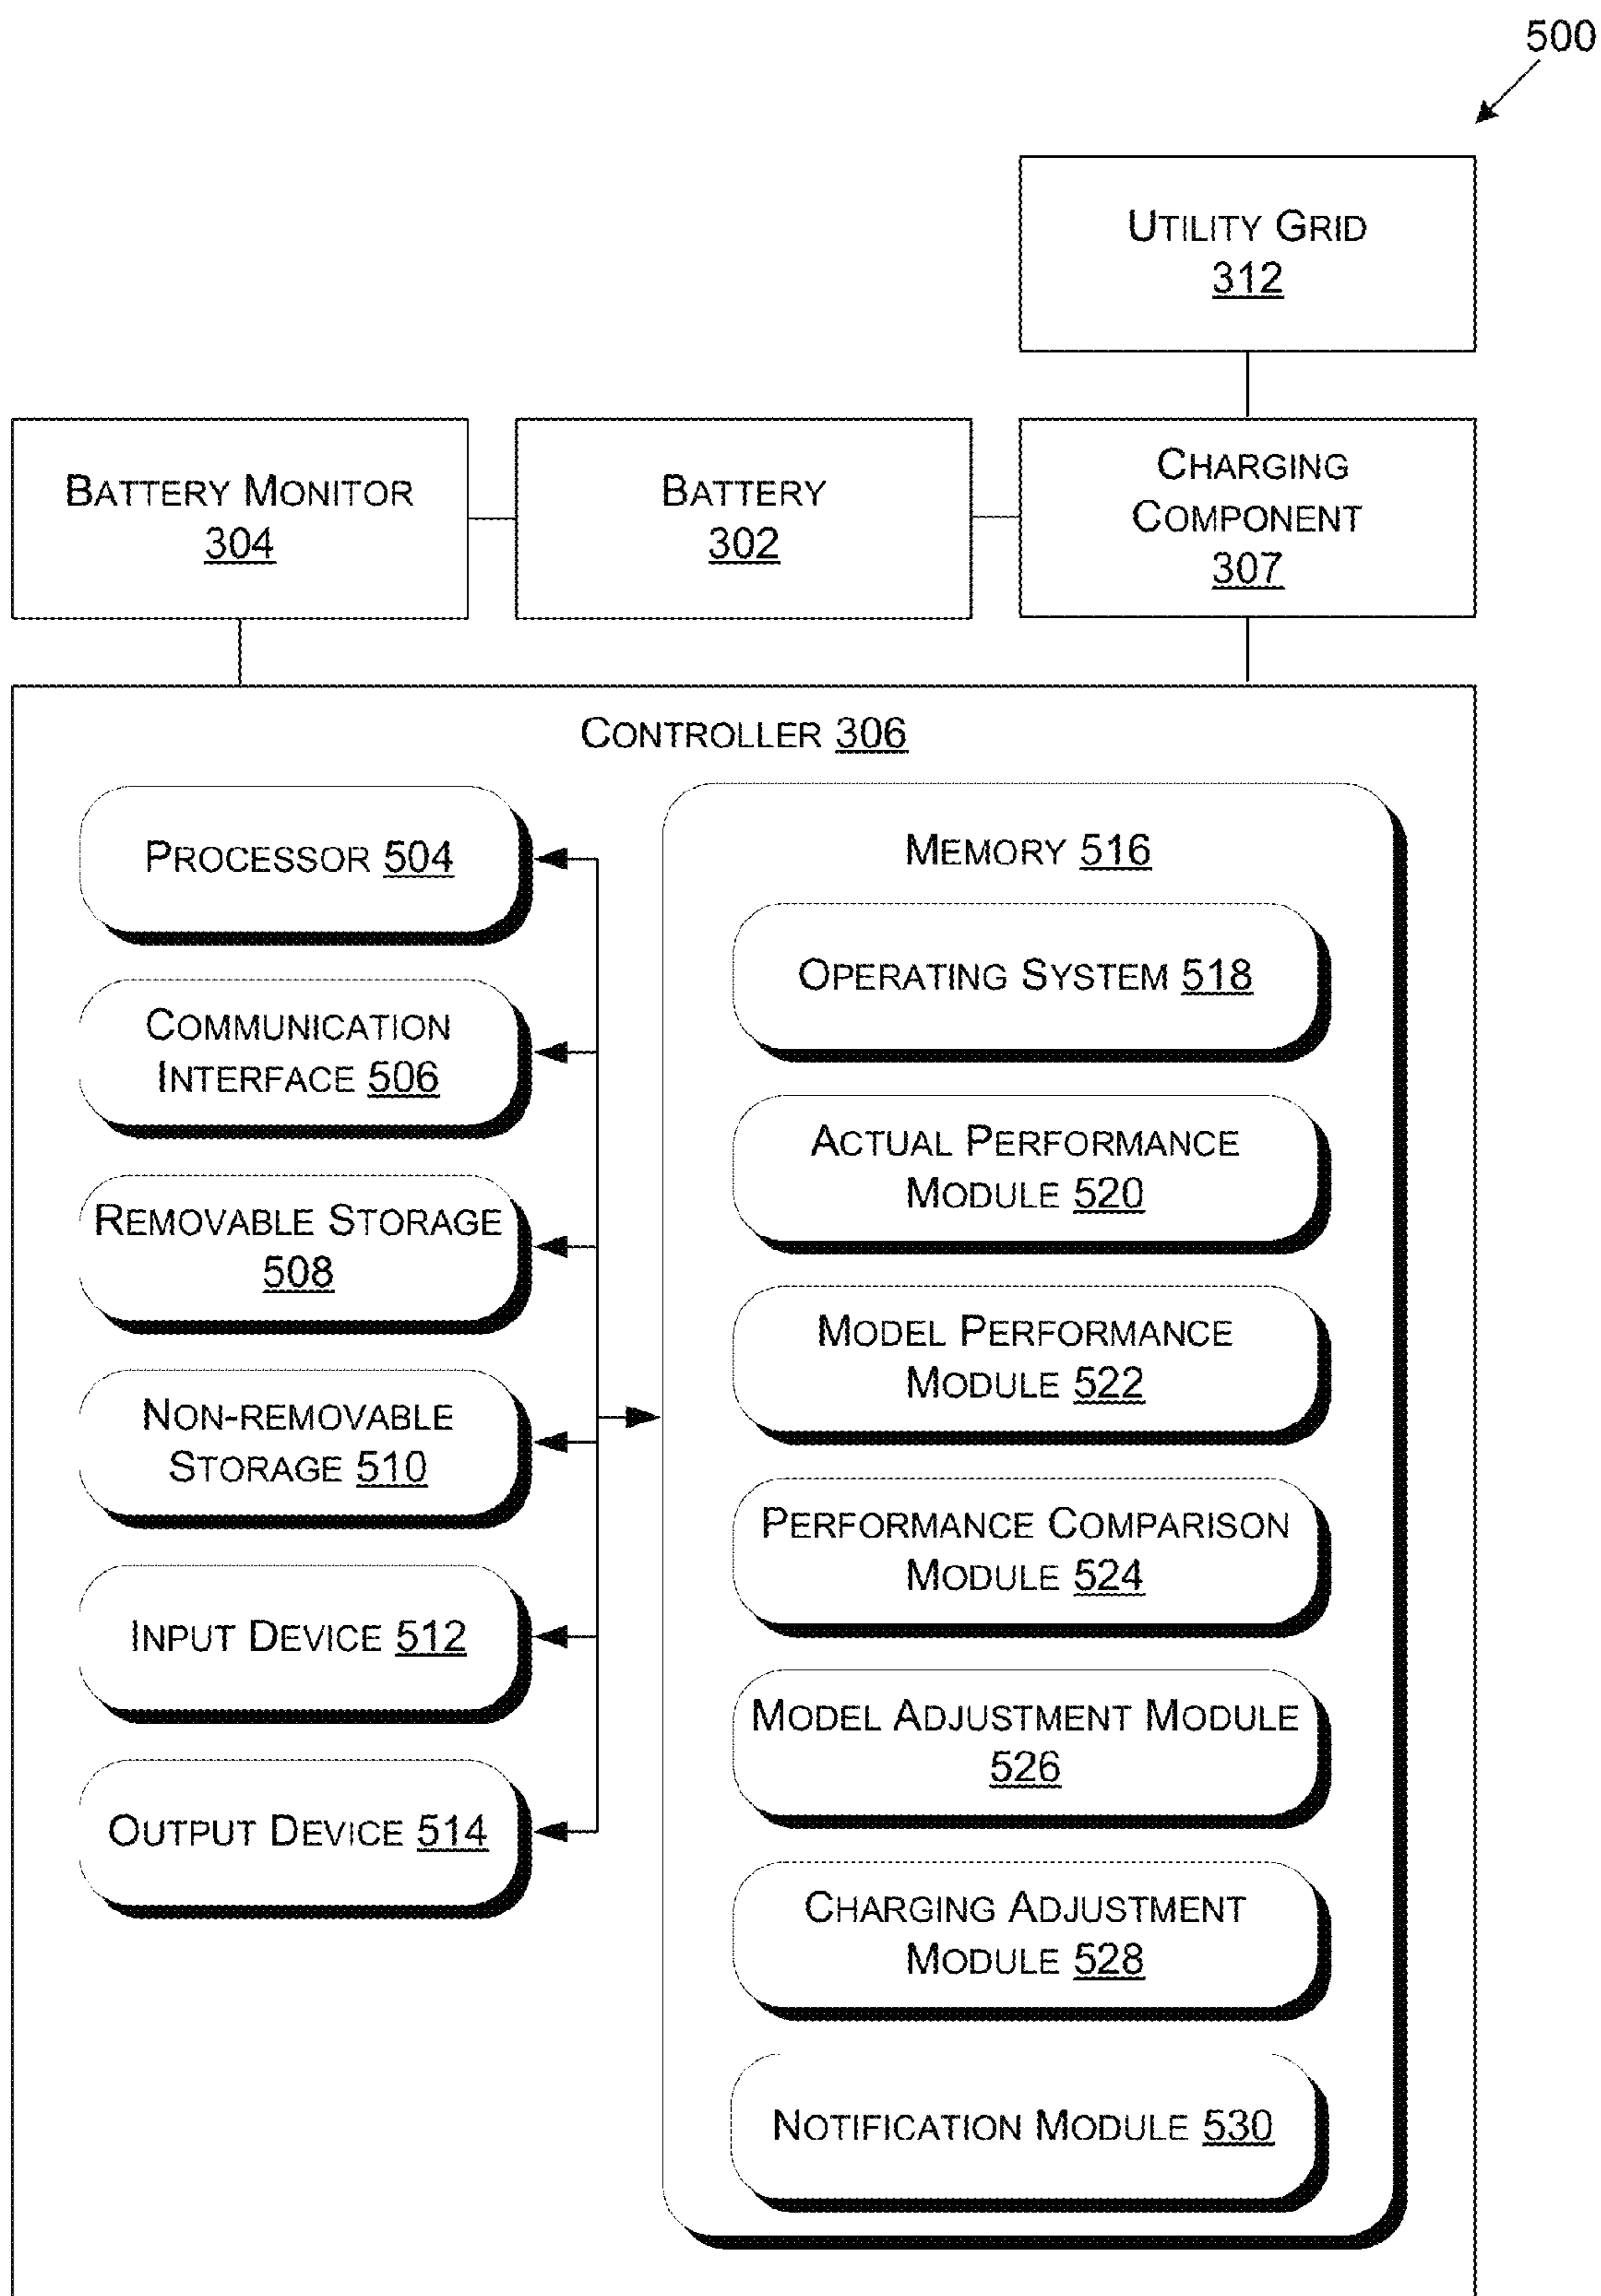 500
UTILITY GRID
312
BATTERY MONITOR
304
BATTERY
302
CHARGING
COMPONENT
307
CONTROLLER 306
PROCESSOR 504
COMMUNICATION
INTERFACE 506
REMOVABLE STORAGE
508
NON-REMOVABLE
STORAGE 510
INPUT DEVICE 512
OUTPUT DEVICE 514
MEMORY 516
OPERATING SYSTEM 518
ACTUAL PERFORMANCE
MODULE 520
MODEL PERFORMANCE
MODULE 522
PERFORMANCE COMPARISON
MODULE 524
MODEL ADJUSTMENT MODULE
526
CHARGING ADJUSTMENT
MODULE 528
NOTIFICATION MODULE 530